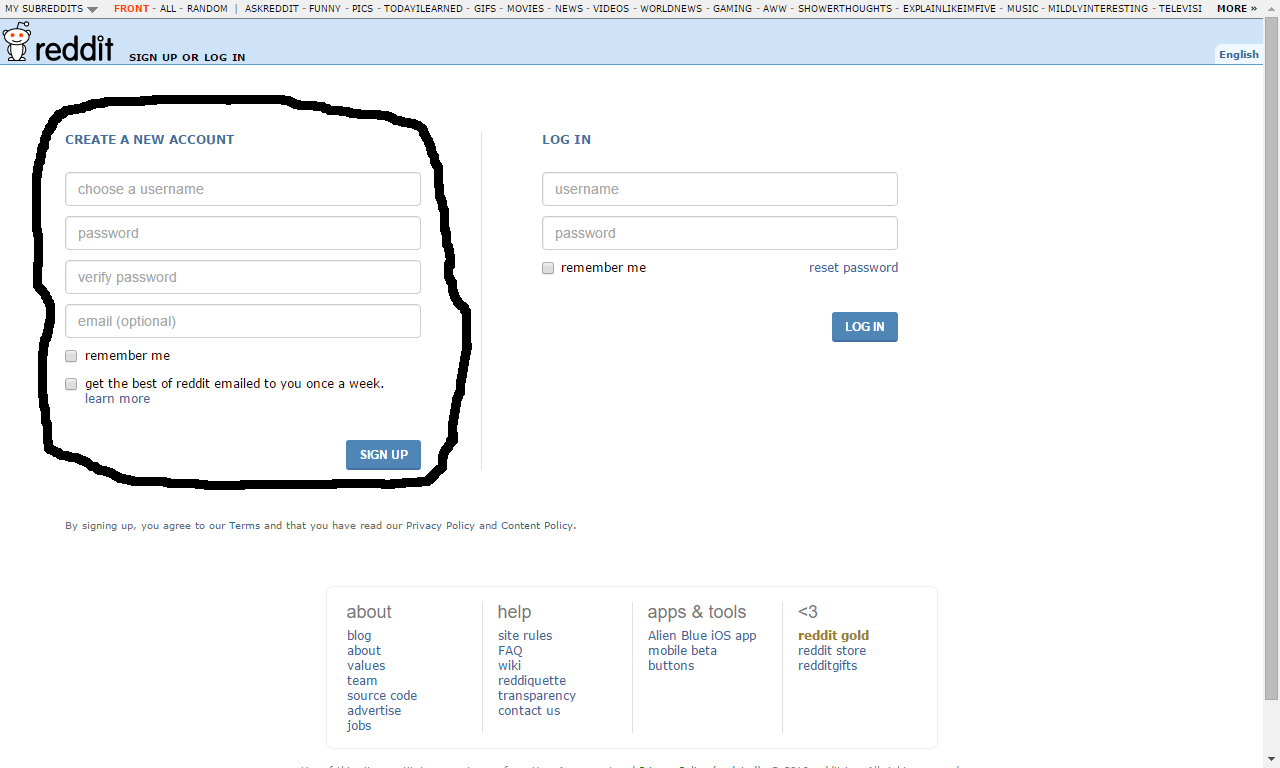 MY SUBREDDITS FRONT - ALL - RANDOM | ASKREDDIT - FUNNY - PICS - TODAYILEARNED - GIFS - MOVIES - NEWS - VIDEOS - WORLDNEWS - GAMING - AWW - SHOWERTHOUGHTS - EXPLAINLIKEIMFIVE - MUSIC - MILDLYINTERESTING - TELEVISI MORE »
reddit SIGN UP OR LOG IN
English
CREATE A NEW ACCOUNT
choose a username
password
verify password
email (optional)
remember me
get the best of reddit emailed to you once a week.
learn more
SIGN UP
LOG IN
username
password
remember me reset password
LOG IN
By signing up, you agree to our Terms and that you have read our Privacy Policy and Content Policy.
about
blog
about
values
team
source code
advertise
jobs
help
site rules
FAQ
wiki
reddiquette
transparency
contact us
apps & tools
Alien Blue iOS app
mobile beta
buttons
<3
reddit gold
reddit store
redditgifts